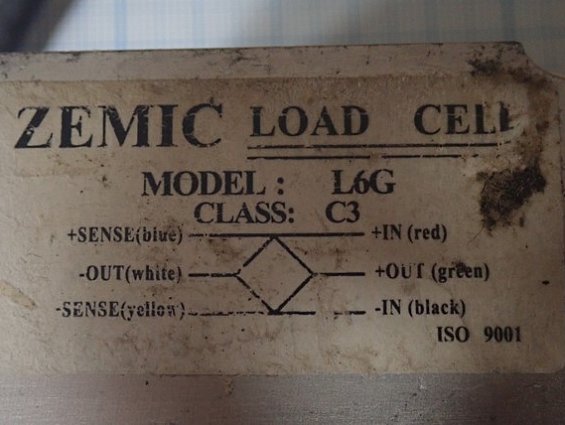 ZEMIC LOAD CELL
MODEL : L6G
CLASS: C3
+SENSE(blue) +IN (red)
-OUT(white) +OUT (green)
-SENSE(yellow) -IN (black)
ISO 9001